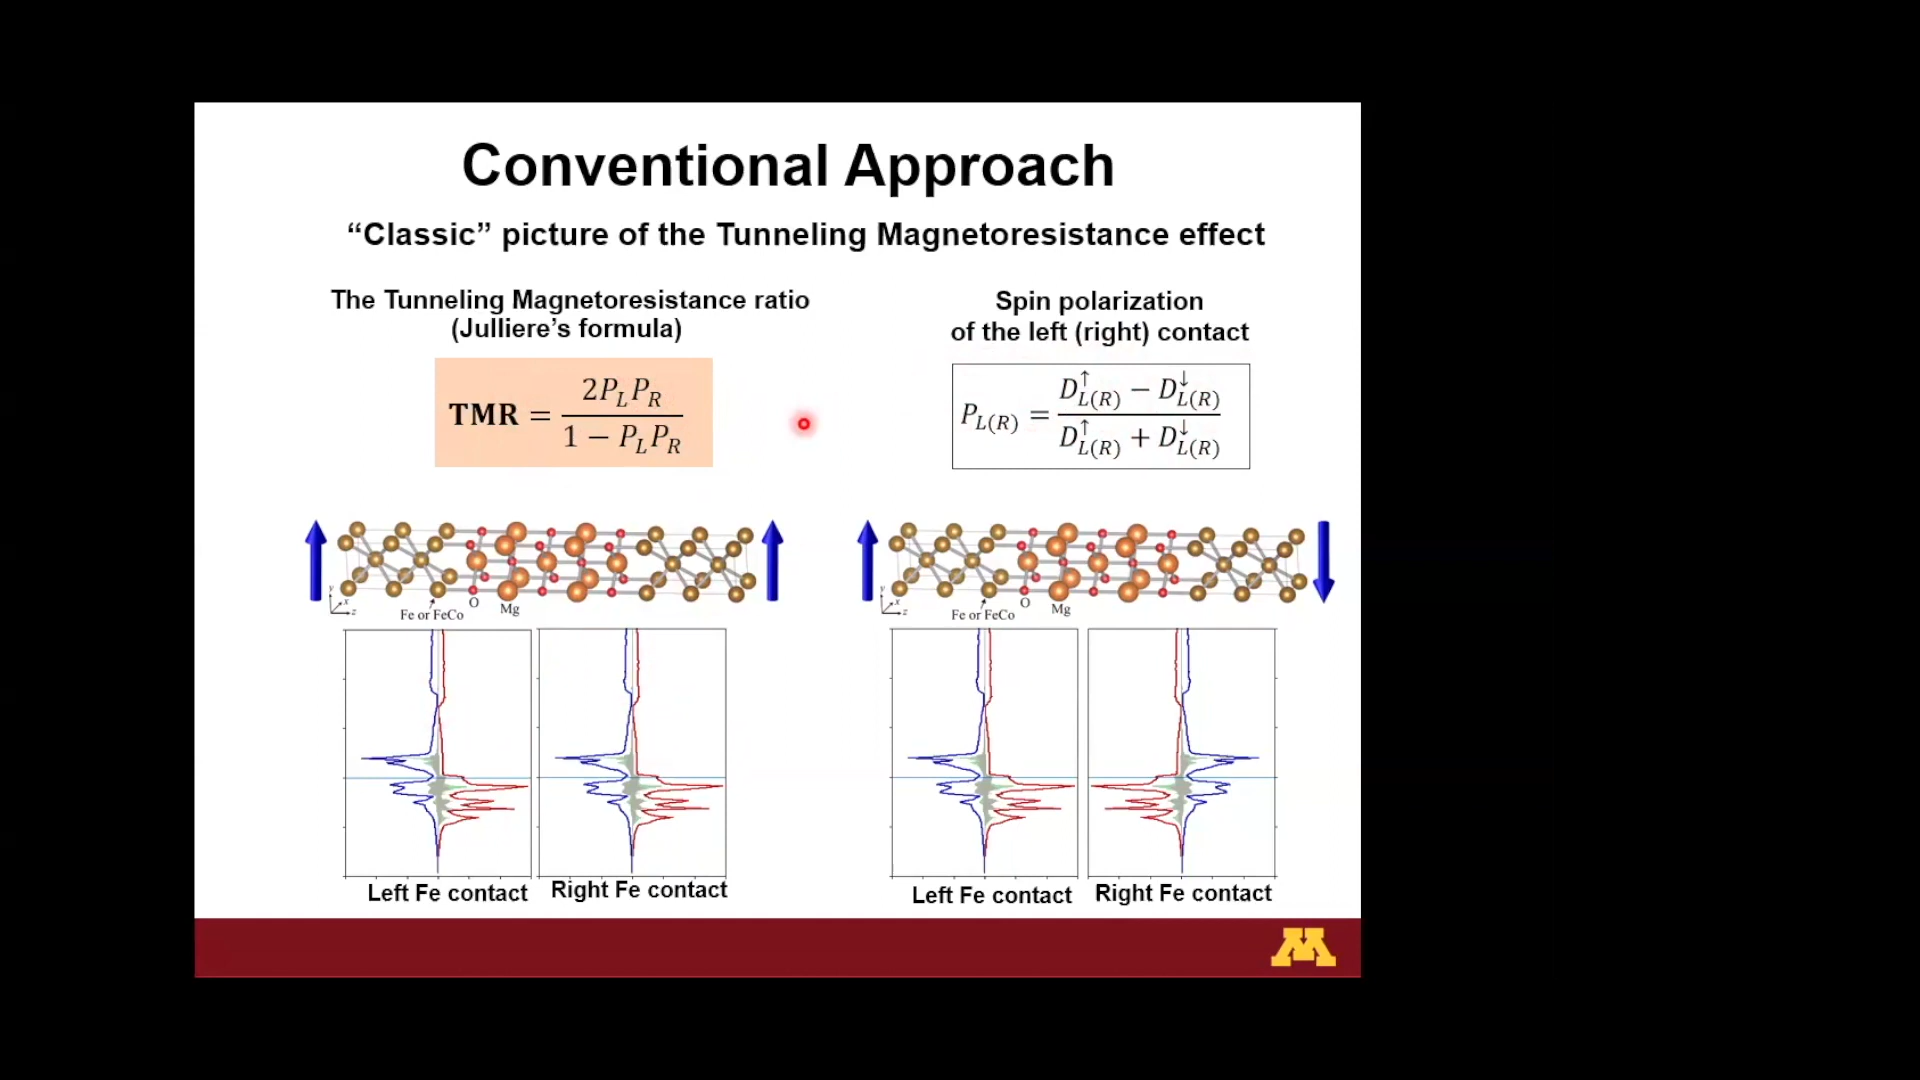 Conventional Approach
“Classic” picture of the Tunneling Magnetoresistance effect
The Tunneling Magnetoresistance ratio
(Julliere’s formula)
TMR = 2P_L P_R / 1 − P_L P_R
Spin polarization
of the left (right) contact
P_L(R) = D↑_L(R) − D↓_L(R) / D↑_L(R) + D↓_L(R)
y x z
Fe or FeCo
O
Mg
y x z
Fe or FeCo
O
Mg
Left Fe contact
Right Fe contact
Left Fe contact
Right Fe contact
M